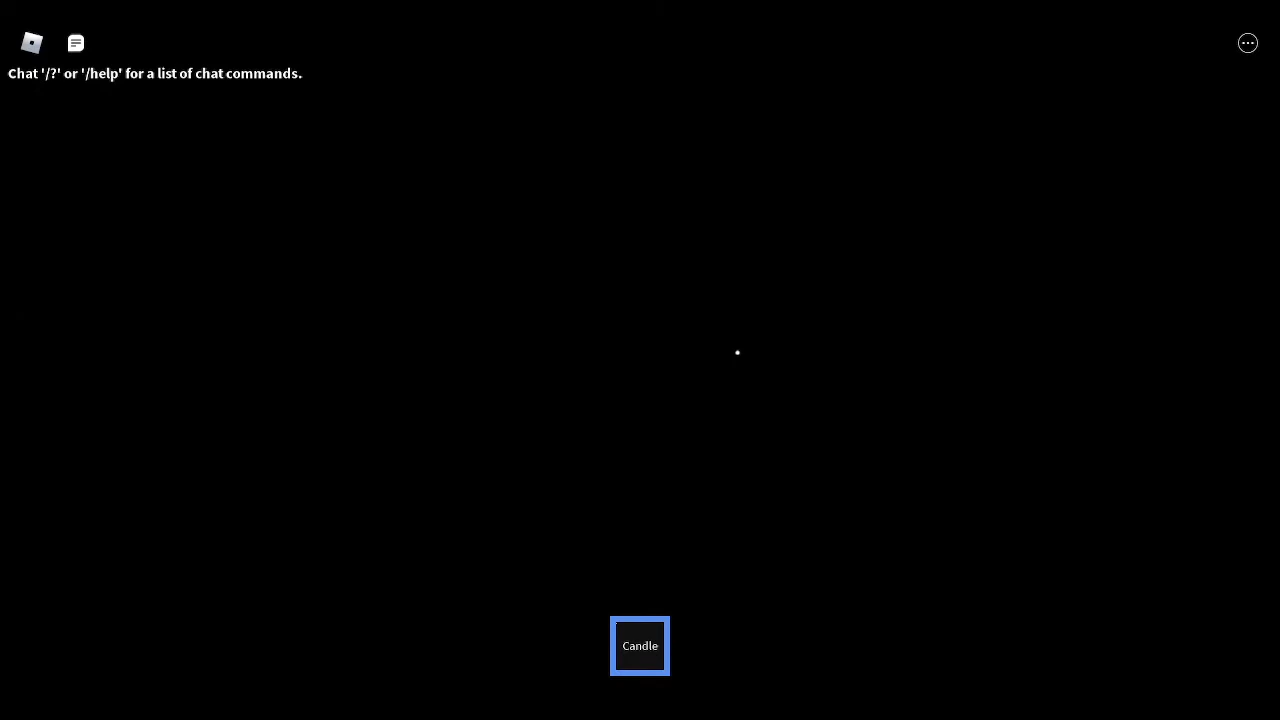 Chat '/?' or '/help' for a list of chat commands.
Candle